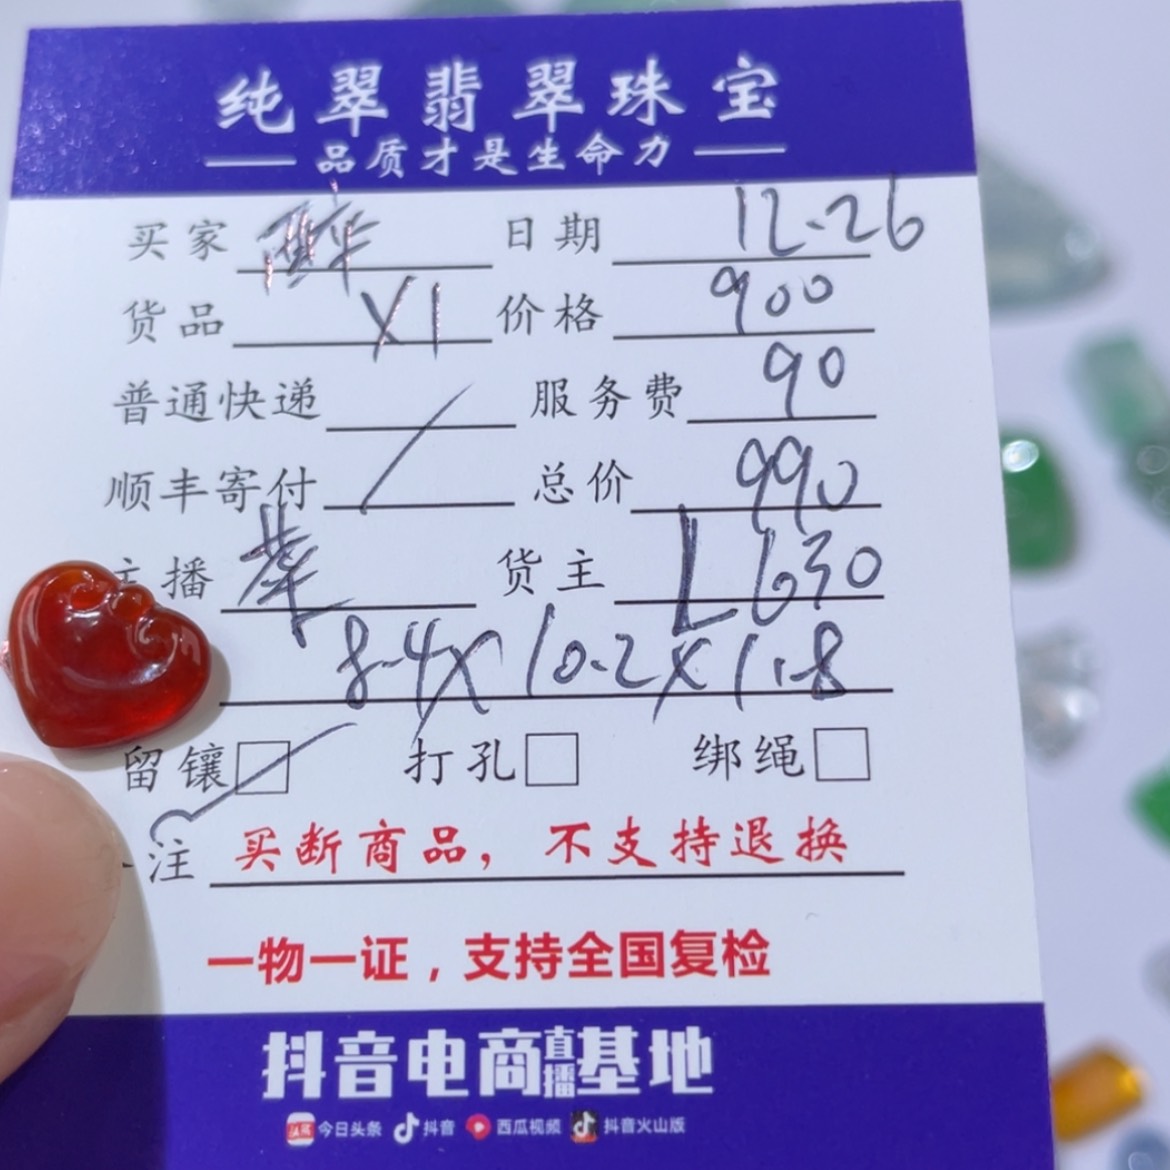 纯翠翡翠珠宝
品质才是生命力
买家 醉 日期 12.26
货品 X1 价格 900
普通快递 / 服务费 90
顺丰寄付 总价 990
播 货主 L630
8.4X10.2X1.8
留镶 打孔 绑绳
注 买断商品，不支持退换
一物一证，支持全国复检
抖音电商直播基地
今日头条 抖音 西瓜视频 抖音火山版